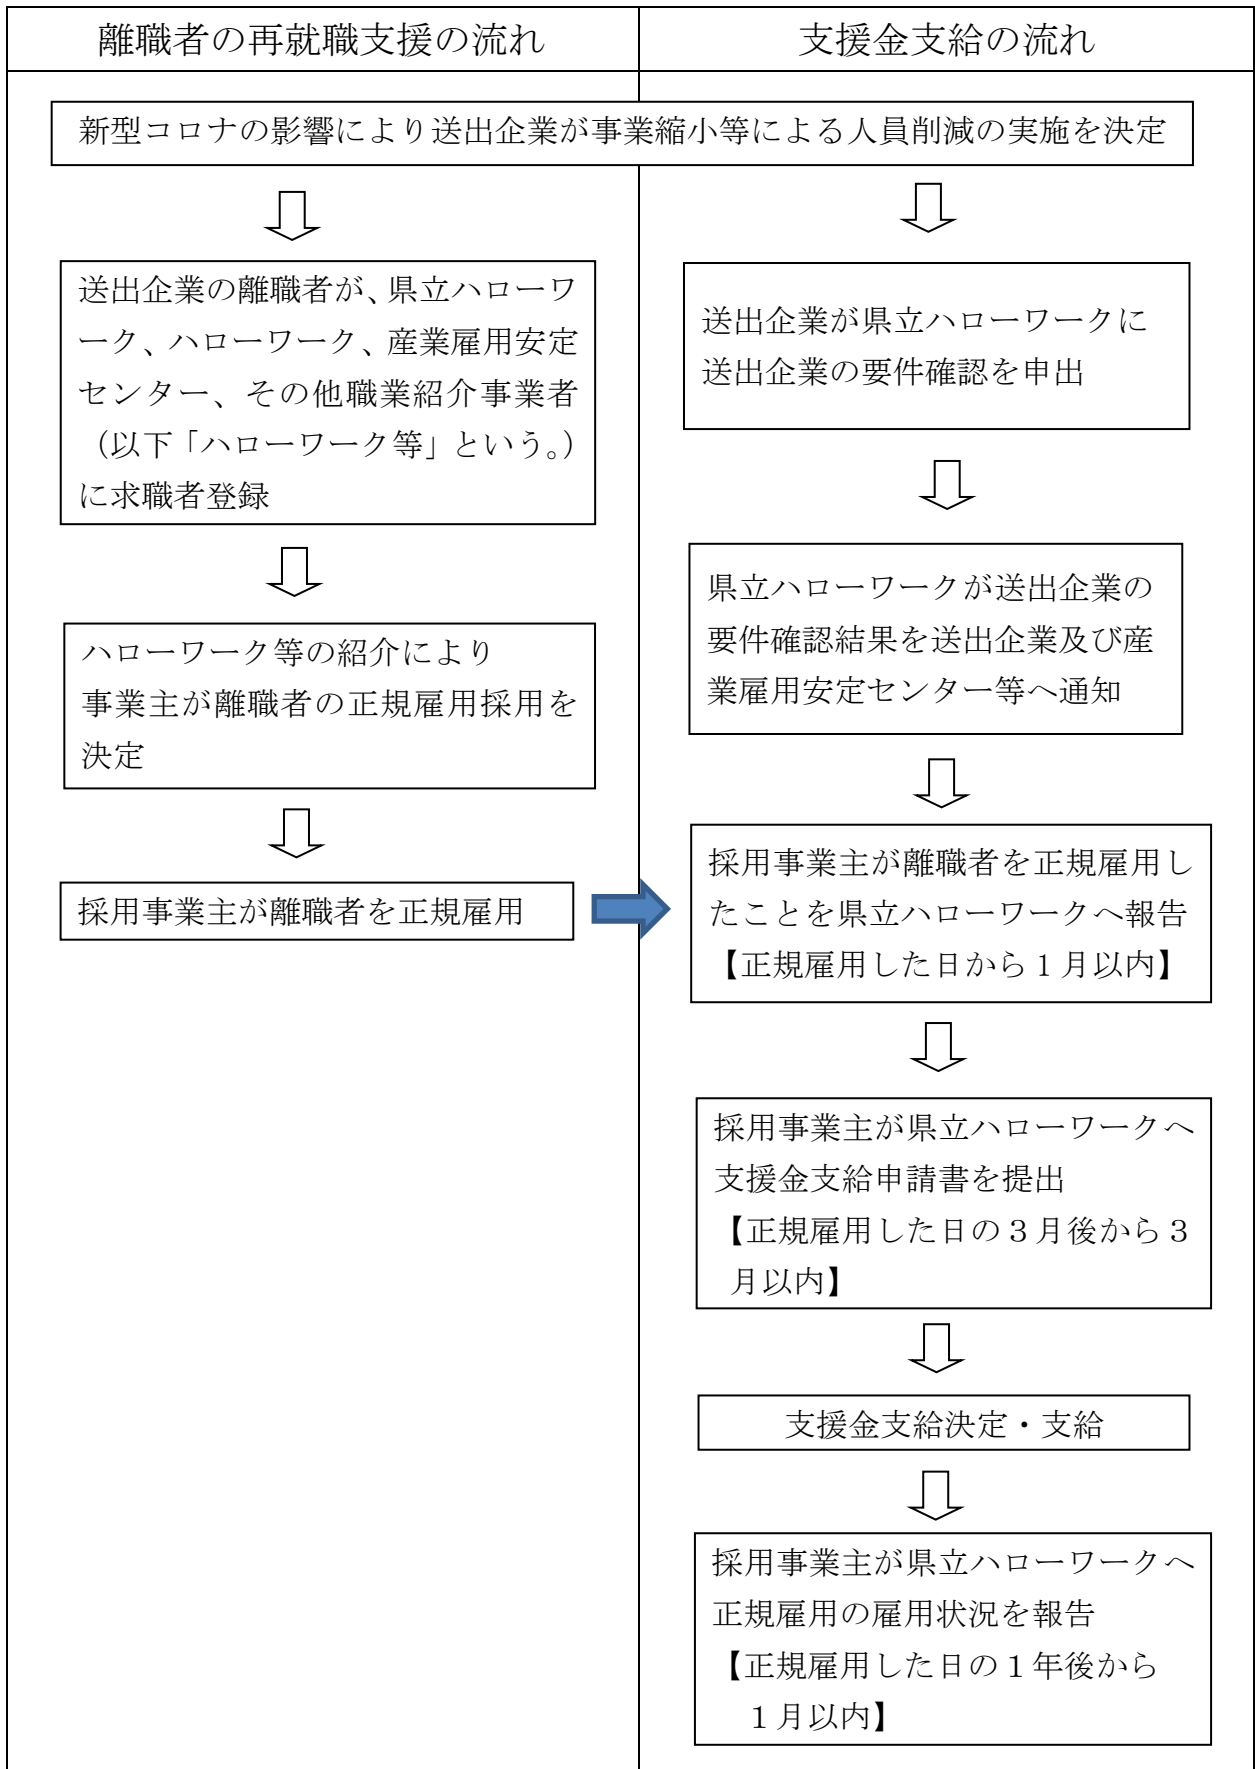 離職者の再就職支援の流れ
支援金支給の流れ
新型コロナの影響により送出企業が事業縮小等による人員削減の実施を決定
送出企業の離職者が、県立ハローワ
ーク、ハローワーク、産業雇用安定
センター、その他職業紹介事業者
（以下「ハローワーク等」という。）
に求職者登録
ハローワーク等の紹介により
事業主が離職者の正規雇用採用を
決定
採用事業主が離職者を正規雇用
送出企業が県立ハローワークに
送出企業の要件確認を申出
県立ハローワークが送出企業の
要件確認結果を送出企業及び産
業雇用安定センター等へ通知
採用事業主が離職者を正規雇用し
たことを県立ハローワークへ報告
【正規雇用した日から１月以内】
採用事業主が県立ハローワークへ
支援金支給申請書を提出
【正規雇用した日の３月後から３
月以内】
支援金支給決定・支給
採用事業主が県立ハローワークへ
正規雇用の雇用状況を報告
【正規雇用した日の１年後から
１月以内】